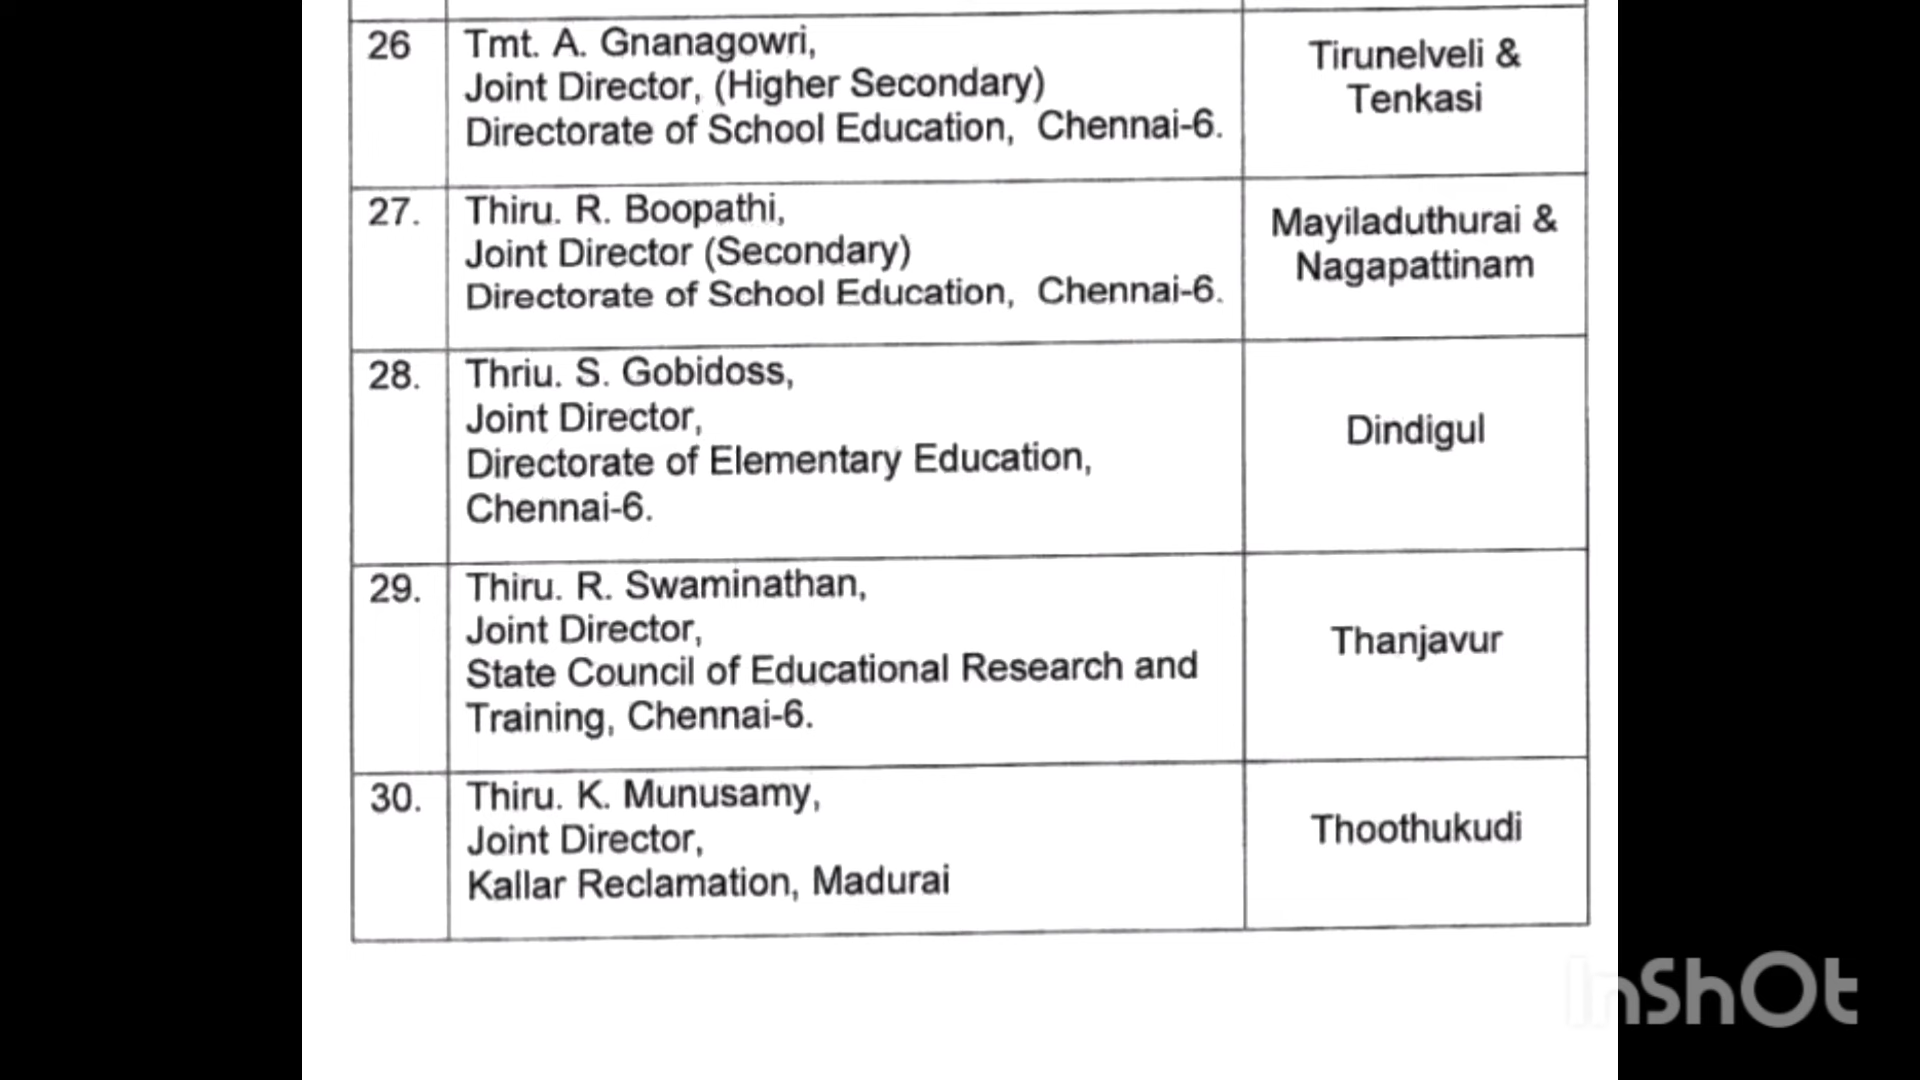 26
Tmt. A. Gnanagowri,
Joint Director, (Higher Secondary)
Directorate of School Education, Chennai-6.
Tirunelveli &
Tenkasi
27.
Thiru. R. Boopathi,
Joint Director (Secondary)
Directorate of School Education, Chennai-6.
Mayiladuthurai &
Nagapattinam
28.
Thriu. S. Gobidoss,
Joint Director,
Directorate of Elementary Education,
Chennai-6.
Dindigul
29.
Thiru. R. Swaminathan,
Joint Director,
State Council of Educational Research and
Training, Chennai-6.
Thanjavur
30.
Thiru. K. Munusamy,
Joint Director,
Kallar Reclamation, Madurai
Thoothukudi
InShOt